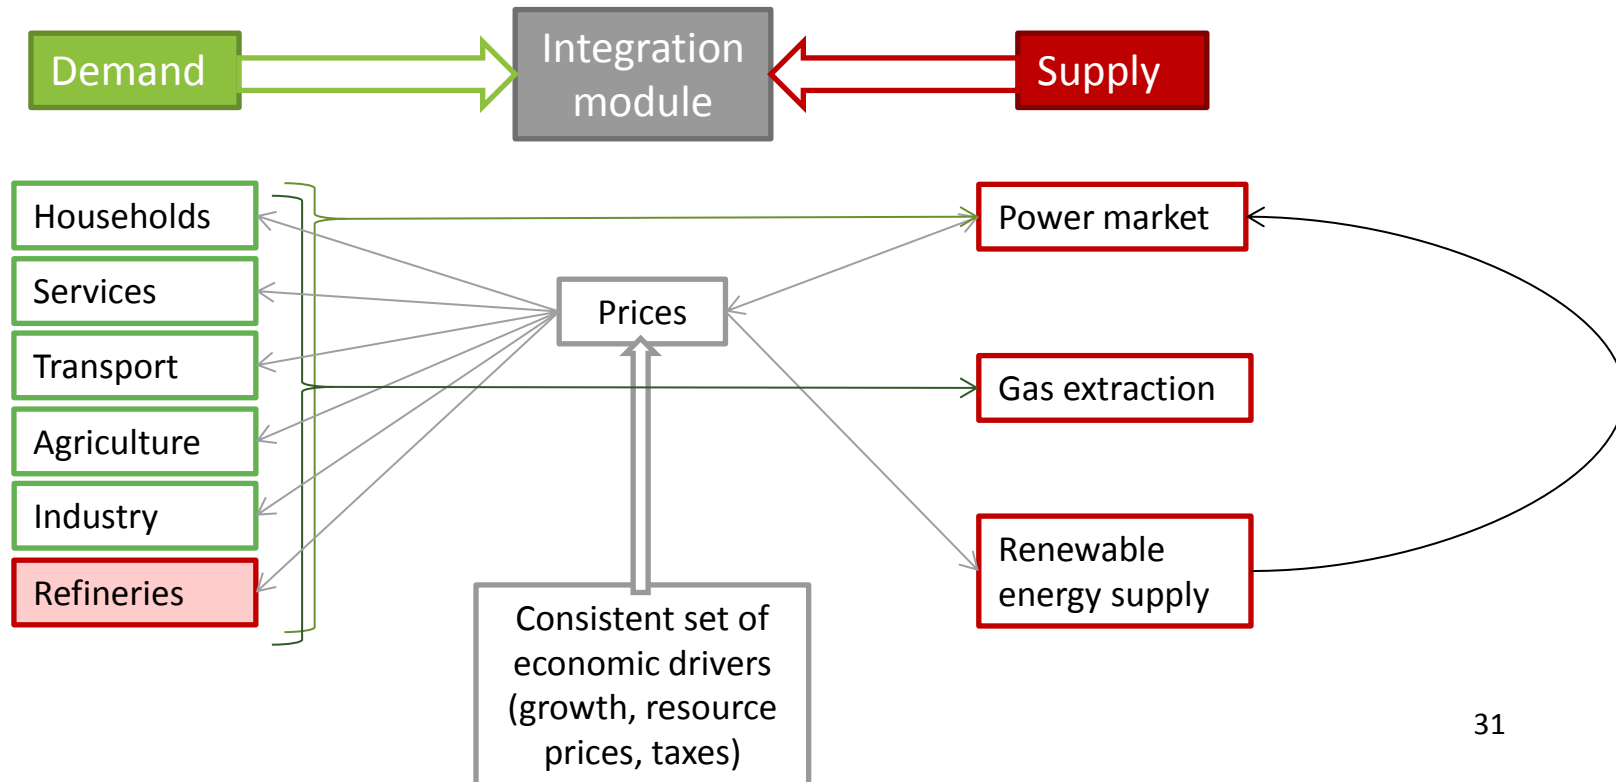 Demand
Integration
module
Supply
Households
Services
Transport
Agriculture
Industry
Refineries
Prices
Consistent set of
economic drivers
(growth, resource
prices, taxes)
Power market
Gas extraction
Renewable
energy supply
31